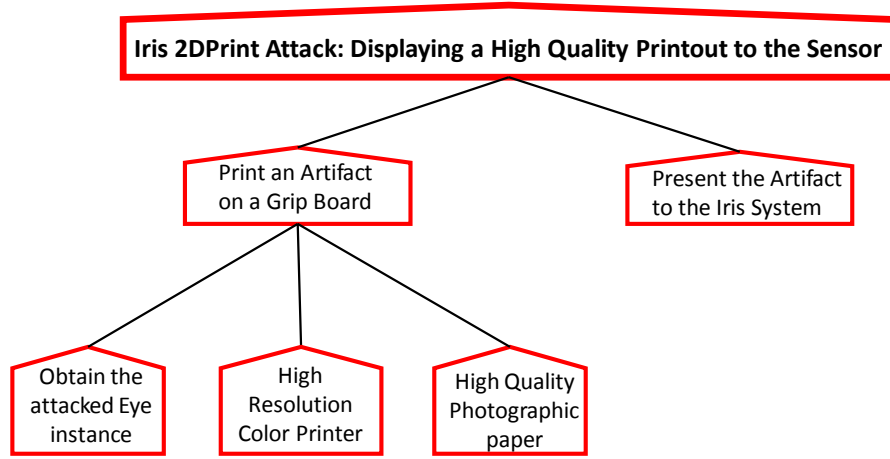 Iris 2DPrint Attack: Displaying a High Quality Printout to the Sensor
Print an Artifact
on a Grip Board
Present the Artifact
to the Iris System
Obtain the
attacked Eye
instance
High
Resolution
Color Printer
High Quality
Photographic
paper